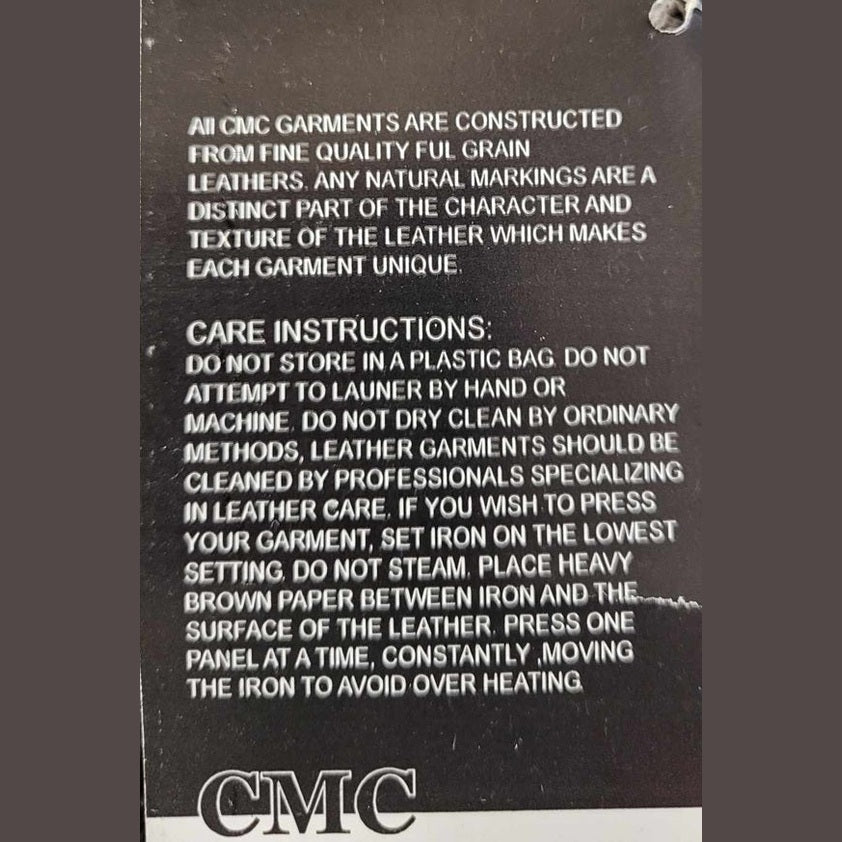 All CMC GARMENTS ARE CONSTRUCTED
FROM FINE QUALITY FUL GRAIN
LEATHERS. ANY NATURAL MARKINGS ARE A
DISTINCT PART OF THE CHARACTER AND
TEXTURE OF THE LEATHER WHICH MAKES
EACH GARMENT UNIQUE.
CARE INSTRUCTIONS:
DO NOT STORE IN A PLASTIC BAG. DO NOT
ATTEMPT TO LAUNER BY HAND OR
MACHINE. DO NOT DRY CLEAN BY ORDINARY
METHODS, LEATHER GARMENTS SHOULD BE
CLEANED BY PROFESSIONALS SPECIALIZING
IN LEATHER CARE. IF YOU WISH TO PRESS
YOUR GARMENT, SET IRON ON THE LOWEST
SETTING. DO NOT STEAM. PLACE HEAVY
BROWN PAPER BETWEEN IRON AND THE
SURFACE OF THE LEATHER. PRESS ONE
PANEL AT A TIME, CONSTANTLY ,MOVING
THE IRON TO AVOID OVER HEATING.
CMC